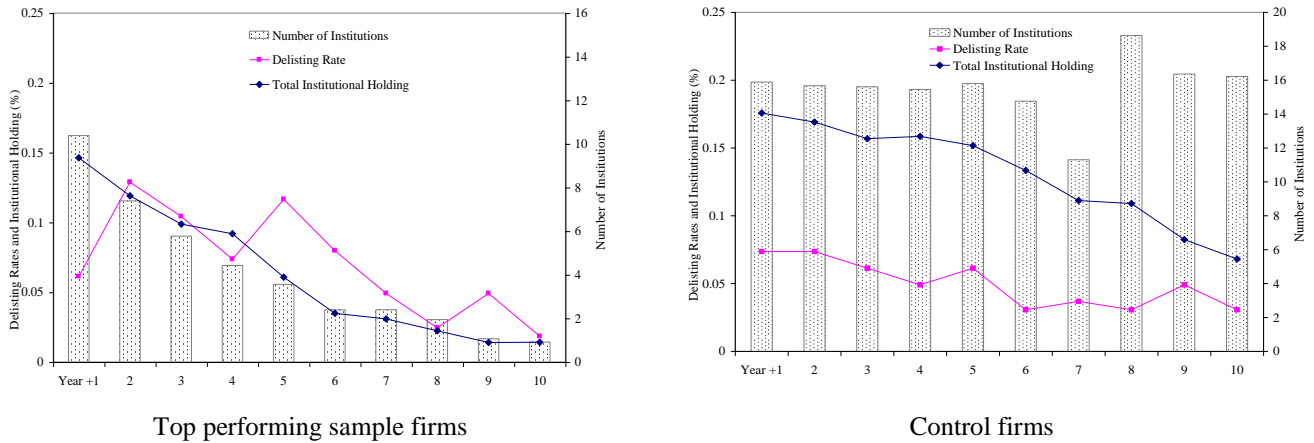 0.25
0.2
0.15
0.1
0.05
0
Delisting Rates and Institutional Holding (%)
16
14
12
10
8
6
4
2
0
Number of Institutions
Number of Institutions
Delisting Rate
Total Institutional Holding
Year +1 2 3 4 5 6 7 8 9 10
Top performing sample firms
0.25
0.2
0.15
0.1
0.05
0
Delisting Rates and Institutional Holding (%)
20
18
16
14
12
10
8
6
4
2
0
Number of Institutions
Number of Institutions
Delisting Rate
Total Institutional Holding
Year +1 2 3 4 5 6 7 8 9 10
Control firms